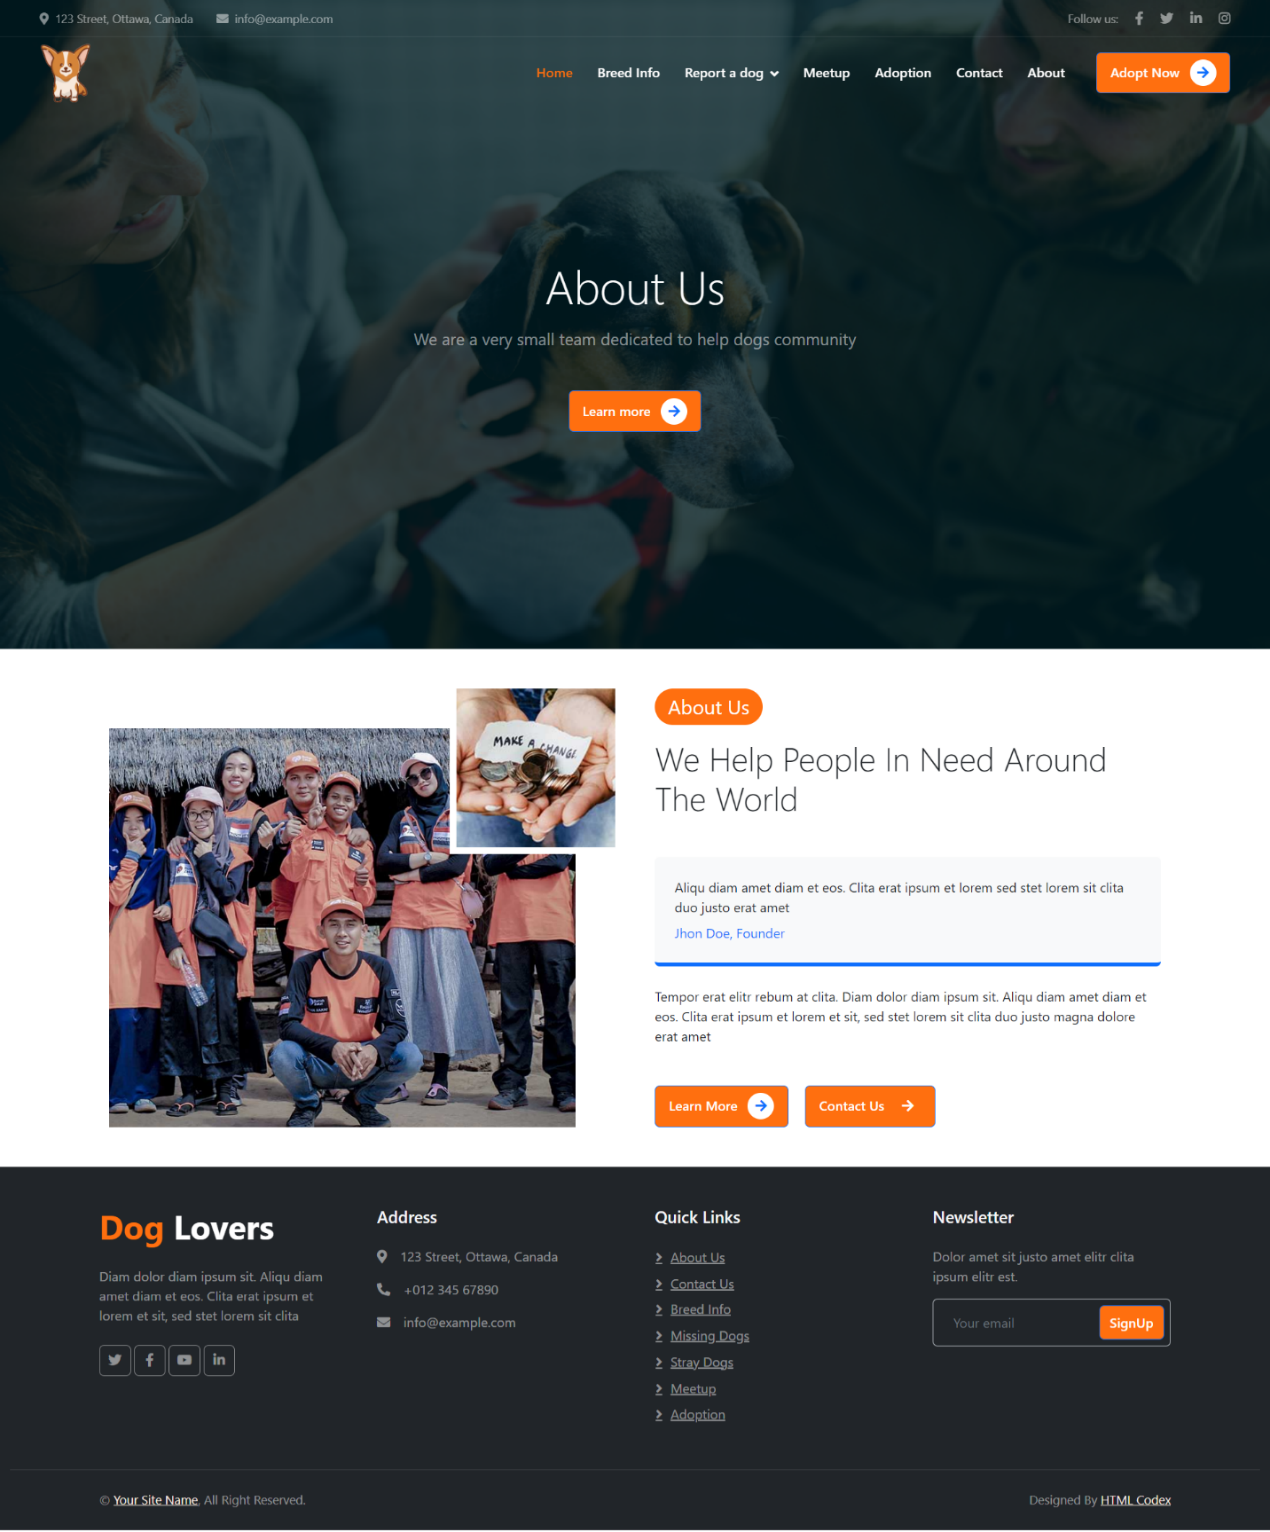 123 Street, Ottawa, Canada info@example.com Follow us:
Home Breed Info Report a dog Meetup Adoption Contact About Adopt Now
About Us
We are a very small team dedicated to help dogs community
Learn more
MAKE A CHANGE
About Us
We Help People In Need Around
The World
Aliqu diam amet diam et eos. Clita erat ipsum et lorem sed stet lorem sit clita
duo justo erat amet
Jhon Doe, Founder
Tempor erat elitr rebum at clita. Diam dolor diam ipsum sit. Aliqu diam amet diam et
eos. Clita erat ipsum et lorem et sit, sed stet lorem sit clita duo justo magna dolore
erat amet
Learn More Contact Us
Dog Lovers
Diam dolor diam ipsum sit. Aliqu diam
amet diam et eos. Clita erat ipsum et
lorem et sit, sed stet lorem sit clita
Address
123 Street, Ottawa, Canada
+012 345 67890
info@example.com
Quick Links
About Us
Contact Us
Breed Info
Missing Dogs
Stray Dogs
Meetup
Adoption
Newsletter
Dolor amet sit justo amet elitr clita
ipsum elitr est.
Your email SignUp
© Your Site Name, All Right Reserved. Designed By HTML Codex